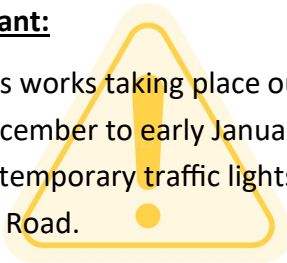 ant:
s works taking place ou
cember to early Janua
temporary traffic lights
Road.